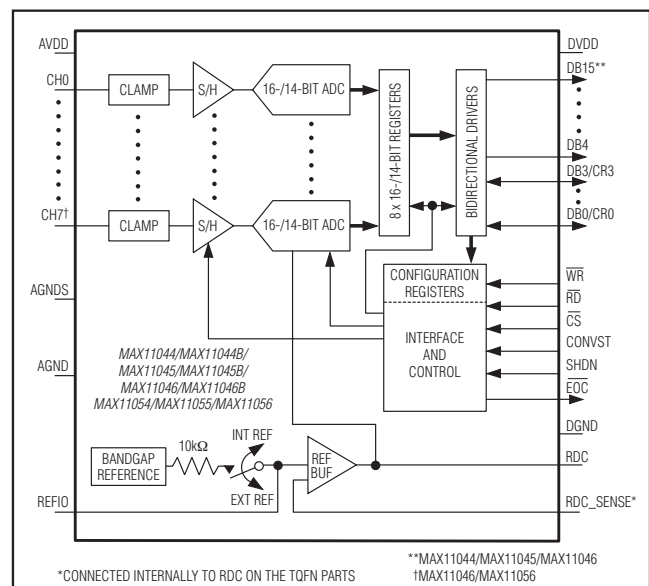 AVDD
DVDD
CH0
CLAMP
S/H
16-/14-BIT ADC
8 x 16-/14-BIT REGISTERS
BIDIRECTIONAL DRIVERS
DB15**
DB4
DB3/CR3
DB0/CR0
CH7†
CLAMP
S/H
16-/14-BIT ADC
CONFIGURATION
REGISTERS
INTERFACE
AND
CONTROL
WR
RD
CS
CONVST
SHDN
EOC
AGNDS
AGND
MAX11044/MAX11044B/
MAX11045/MAX11045B/
MAX11046/MAX11046B
MAX11054/MAX11055/MAX11056
DGND
BANDGAP
REFERENCE
10kΩ
INT REF
EXT REF
REF
BUF
RDC
REFIO
RDC_SENSE*
*CONNECTED INTERNALLY TO RDC ON THE TQFN PARTS
**MAX11044/MAX11045/MAX11046
†MAX11046/MAX11056